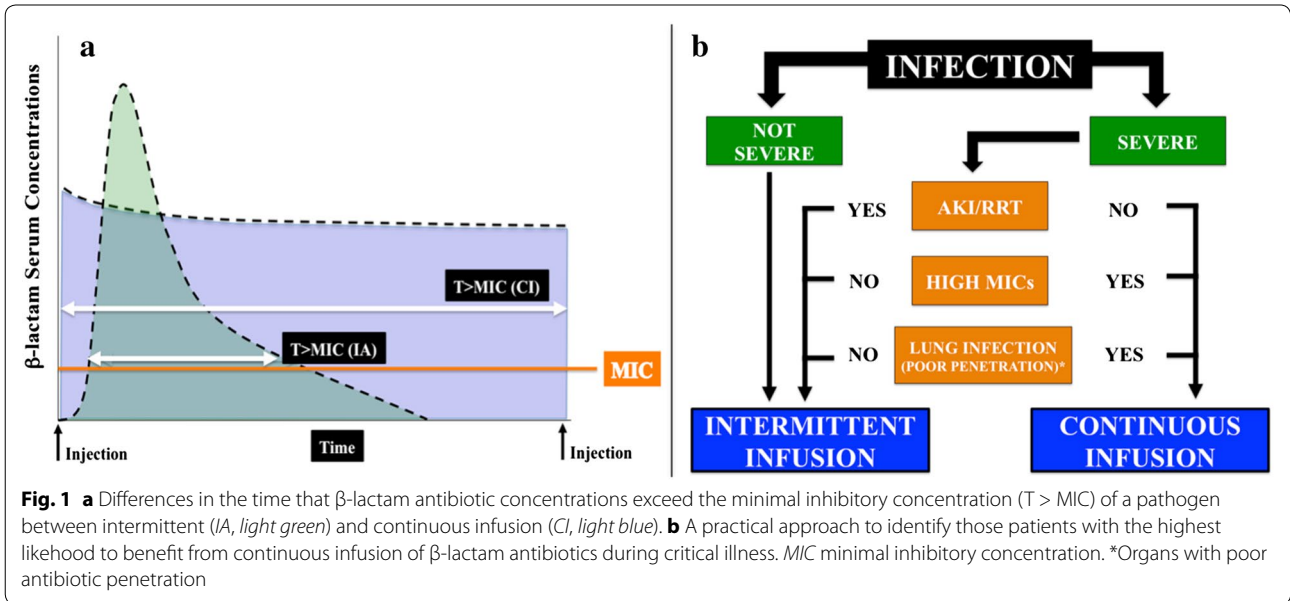 a
β-lactam Serum Concentrations
T>MIC (CI)
T>MIC (IA)
MIC
Injection
Time
Injection
b
INFECTION
NOT
SEVERE
SEVERE
YES
AKI/RRT
NO
NO
HIGH MICs
YES
NO
LUNG INFECTION
(POOR PENETRATION)*
YES
INTERMITTENT
INFUSION
CONTINUOUS
INFUSION
Fig. 1 a Differences in the time that β-lactam antibiotic concentrations exceed the minimal inhibitory concentration (T > MIC) of a pathogen
between intermittent (IA, light green) and continuous infusion (CI, light blue). b A practical approach to identify those patients with the highest
likehood to benefit from continuous infusion of β-lactam antibiotics during critical illness. MIC minimal inhibitory concentration. *Organs with poor
antibiotic penetration